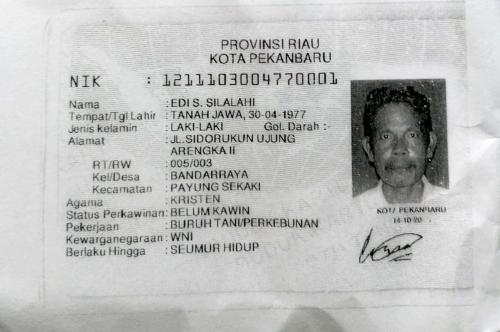 PROVINSI RIAU
KOTA PEKANBARU
NIK : 1211103004770001
Nama : EDI S. SILALAHI
Tempat/Tgl Lahir : TANAH JAWA, 30-04-1977
Jenis kelamin : LAKI-LAKI Gol. Darah :-
Alamat : JL.SIDORUKUN UJUNG
ARENGKA II
RT/RW : 005/003
Kel/Desa : BANDARRAYA
Kecamatan : PAYUNG SEKAKI
Agama : KRISTEN
Status Perkawinan: BELUM KAWIN
Pekerjaan : BURUH TANI/PERKEBUNAN
Kewarganegaraan: WNI
Berlaku Hingga : SEUMUR HIDUP
KOTA PEKANBARU
14-10-20